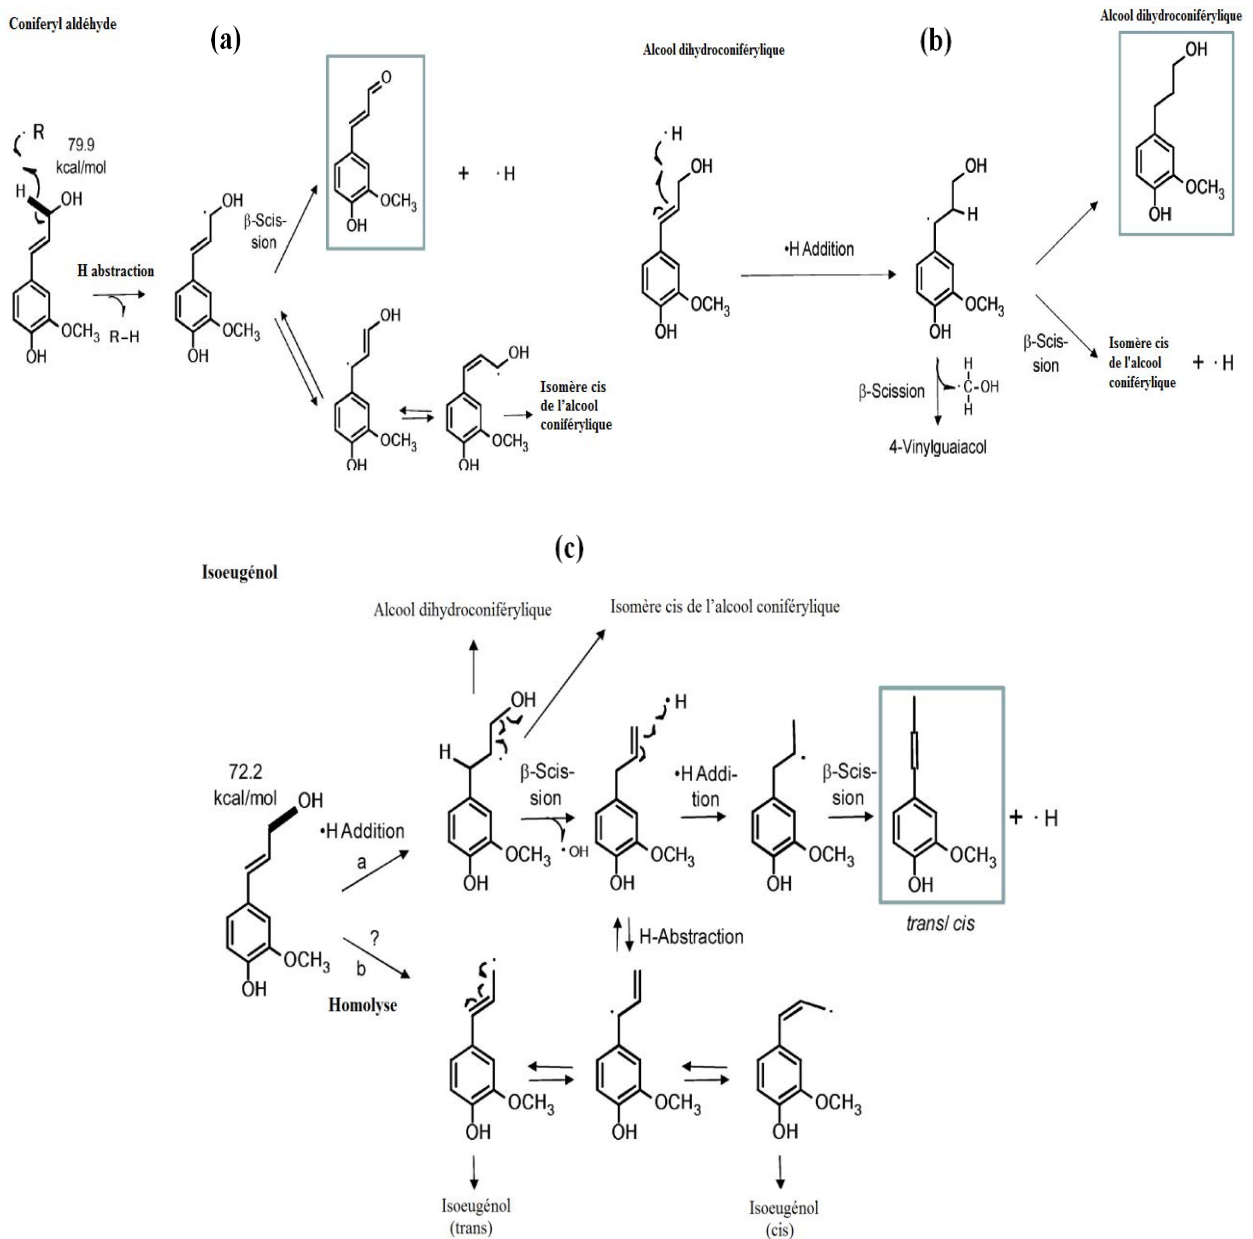 Coniferyl aldéhyde
(a)
· R
79.9
kcal/mol
H
OH
OCH3
OH
H abstraction
R–H
OH
OCH3
OH
β-Scis-
sion
O
OCH3
OH
+ · H
OH
OCH3
OH
OH
OCH3
OH
Isomère cis
de l’alcool
coniférylique
Alcool dihydroconiférylique
(b)
Alcool dihydroconiférylique
· H
OH
OCH3
OH
•H Addition
OH
H
OCH3
OH
OH
OCH3
OH
β-Scission
H
· C–OH
H
4-Vinylguaiacol
β-Scis-
sion
Isomère cis
de l'alcool
coniférylique
+ · H
(c)
Isoeugénol
Alcool dihydroconiférylique
Isomère cis de l’alcool coniférylique
72.2
kcal/mol
OH
OCH3
OH
•H Addition
a
?
b
Homolyse
OH
H
OCH3
OH
β-Scis-
sion
• OH
• H
OCH3
OH
•H Addi-
tion
OCH3
OH
β-Scis-
sion
OCH3
OH
+ · H
trans/ cis
H-Abstraction
OCH3
OH
OCH3
OH
OCH3
OH
Isoeugénol
(trans)
Isoeugénol
(cis)